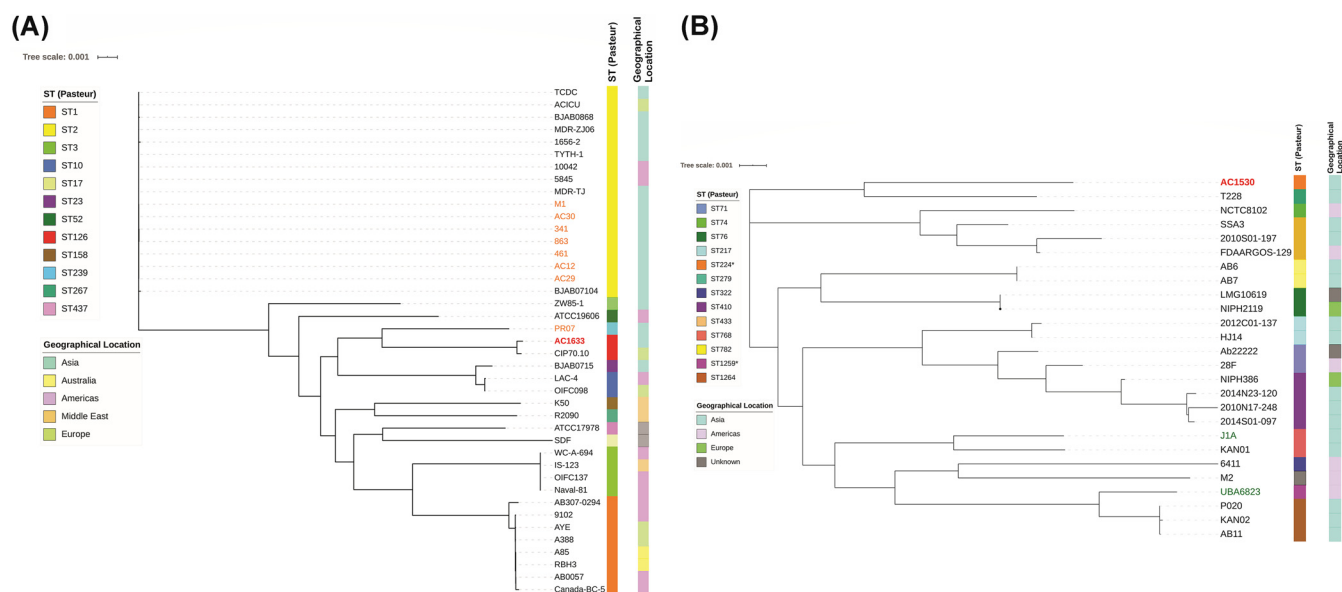 (A)
Tree scale: 0.001
ST (Pasteur)
Geographical
Location
ST (Pasteur)
ST1
ST2
ST3
ST10
ST17
ST23
ST52
ST126
ST158
ST239
ST267
ST437
Geographical Location
Asia
Australia
Americas
Middle East
Europe
TCDC
ACICU
BJAB0868
MDR-ZJ06
1656-2
TYTH-1
10042
5845
MDR-TJ
M1
AC30
341
863
461
AC12
AC29
BJAB07104
ZW85-1
ATCC19606
PR07
AC1633
CIP70.10
BJAB0715
LAC-4
OIFC098
K50
R2090
ATCC17978
SDF
WC-A-694
IS-123
OIFC137
Naval-81
AB307-0294
9102
AYE
A388
A85
RBH3
AB0057
Canada-BC-5
(B)
Tree scale: 0.001
ST (Pasteur)
Geographical
Location
ST (Pasteur)
ST71
ST74
ST76
ST217
ST224*
ST279
ST322
ST410
ST433
ST768
ST782
ST1259*
ST1264
Geographical Location
Asia
Americas
Europe
Unknown
AC1530
T228
NCTC8102
SSA3
2010S01-197
FDAARGOS-129
AB6
AB7
LMG10619
NIPH2119
2012C01-137
HJ14
Ab22222
28F
NIPH386
2014N23-120
2010N17-248
2014S01-097
J1A
KAN01
6411
M2
UBA6823
P020
KAN02
AB11